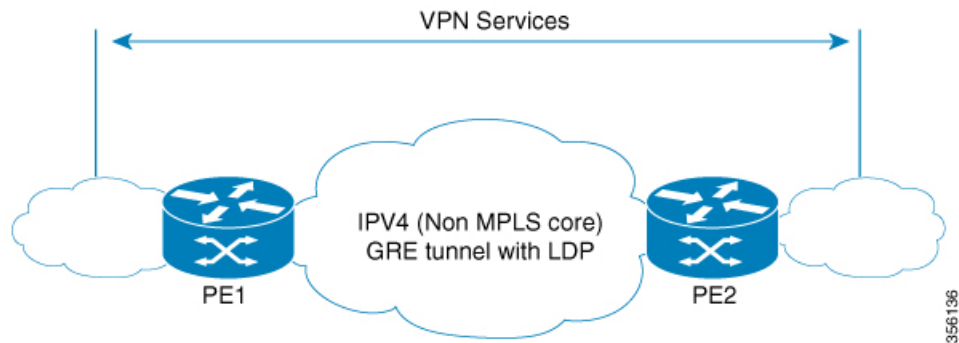 VPN Services
IPV4 (Non MPLS core)
GRE tunnel with LDP
PE1
PE2
356136